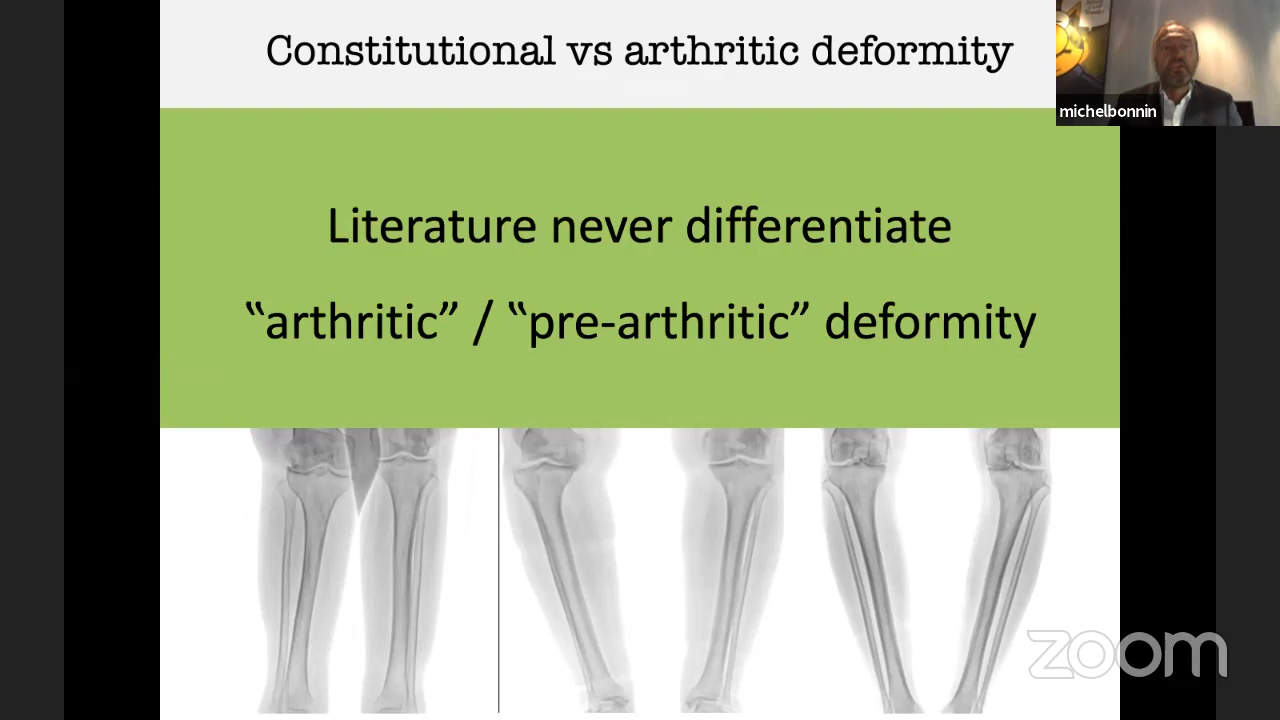 Constitutional vs arthritic deformity
michelbonnin
Literature never differentiate
‟arthritic” / ‟pre-arthritic” deformity
zoom